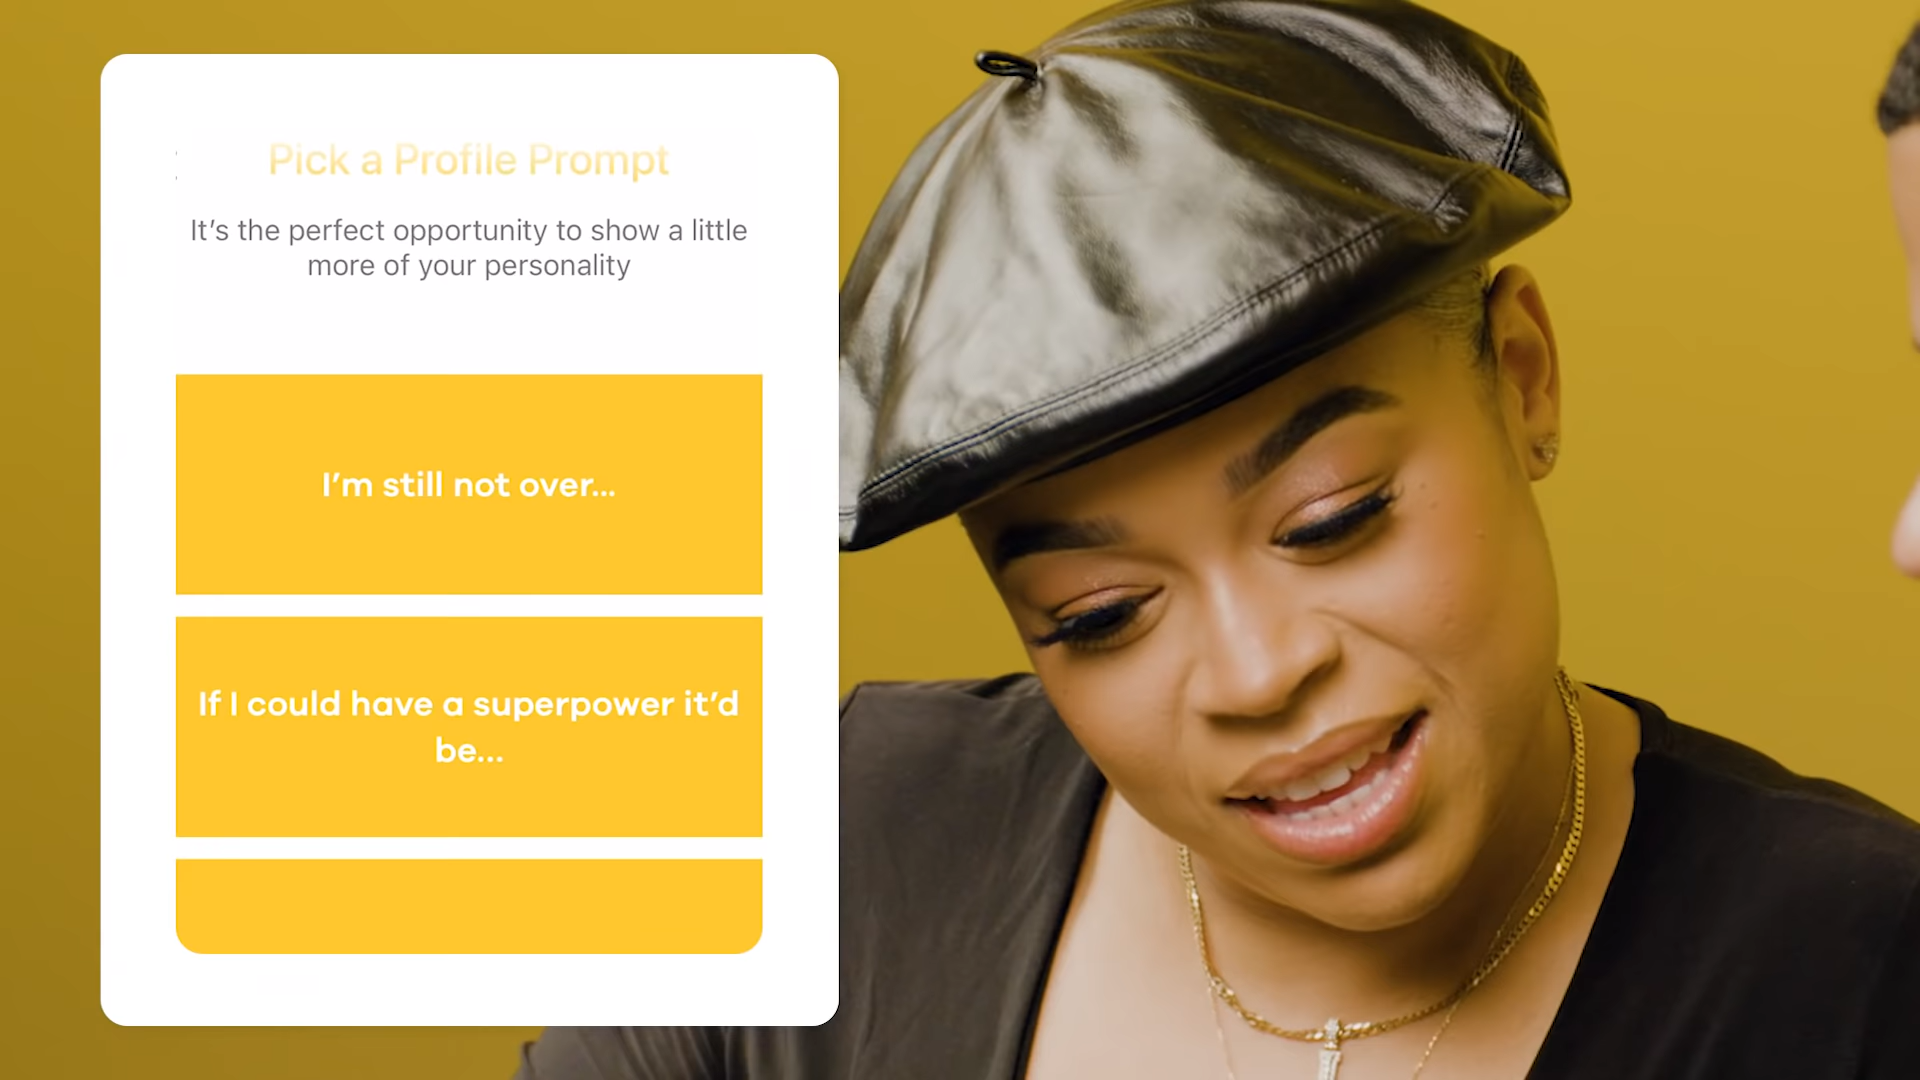 Pick a Profile Prompt
It’s the perfect opportunity to show a little
more of your personality
I’m still not over...
If I could have a superpower it’d
be...